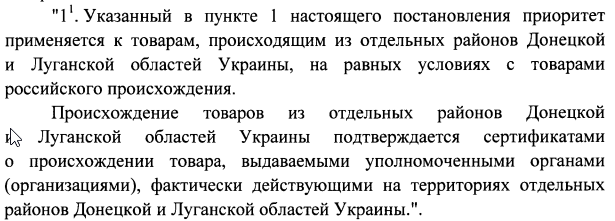 "1¹. Указанный в пункте 1 настоящего постановления приоритет
применяется к товарам, происходящим из отдельных районов Донецкой
и Луганской областей Украины, на равных условиях с товарами
российского происхождения.
Происхождение товаров из отдельных районов Донецкой
и Луганской областей Украины подтверждается сертификатами
о происхождении товара, выдаваемыми уполномоченными органами
(организациями), фактически действующими на территориях отдельных
районов Донецкой и Луганской областей Украины.".